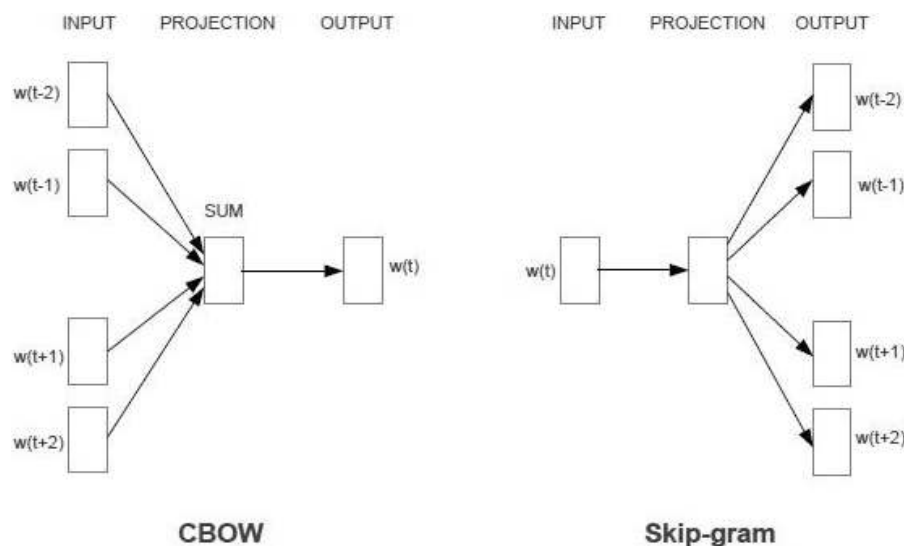 INPUT PROJECTION OUTPUT
w(t-2)
w(t-1)
SUM
w(t)
w(t+1)
w(t+2)
CBOW
INPUT PROJECTION OUTPUT
w(t-2)
w(t-1)
w(t)
w(t+1)
w(t+2)
Skip-gram